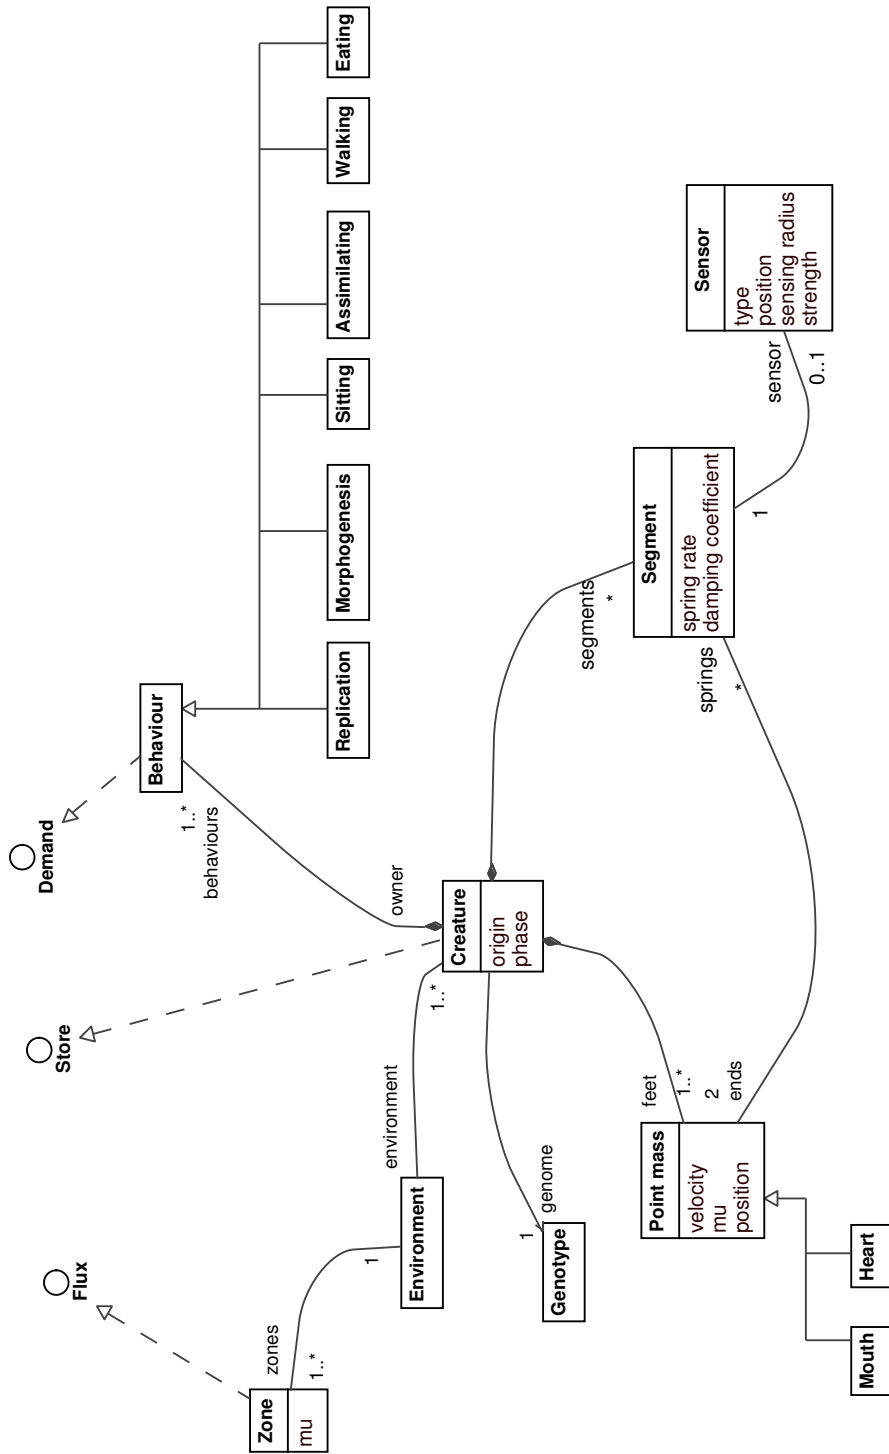 Flux
Store
Demand
Zone
mu
zones
1..*
1
Environment
environment
1..*
Creature
origin
phase
owner
behaviours
1..*
Behaviour
Replication
Morphogenesis
Sitting
Assimilating
Walking
Eating
Genotype
1
genome
Point mass
velocity
mu
position
feet
1..*
2
ends
Mouth
Heart
segments
*
Segment
spring rate
damping coefficient
springs
*
1
sensor
0..1
Sensor
type
position
sensing radius
strength